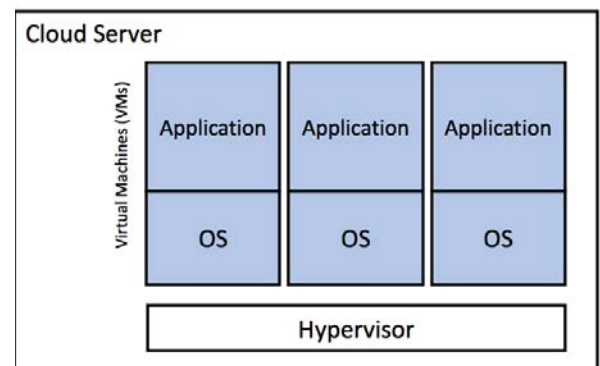 Cloud Server
Virtual Machines (VMs)
Application Application Application
OS OS OS
Hypervisor